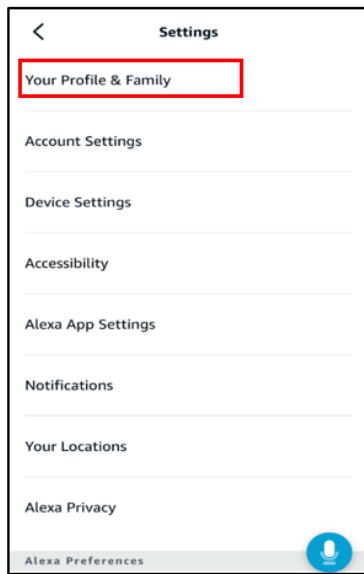 Settings
Your Profile & Family
Account Settings
Device Settings
Accessibility
Alexa App Settings
Notifications
Your Locations
Alexa Privacy
Alexa Preferences